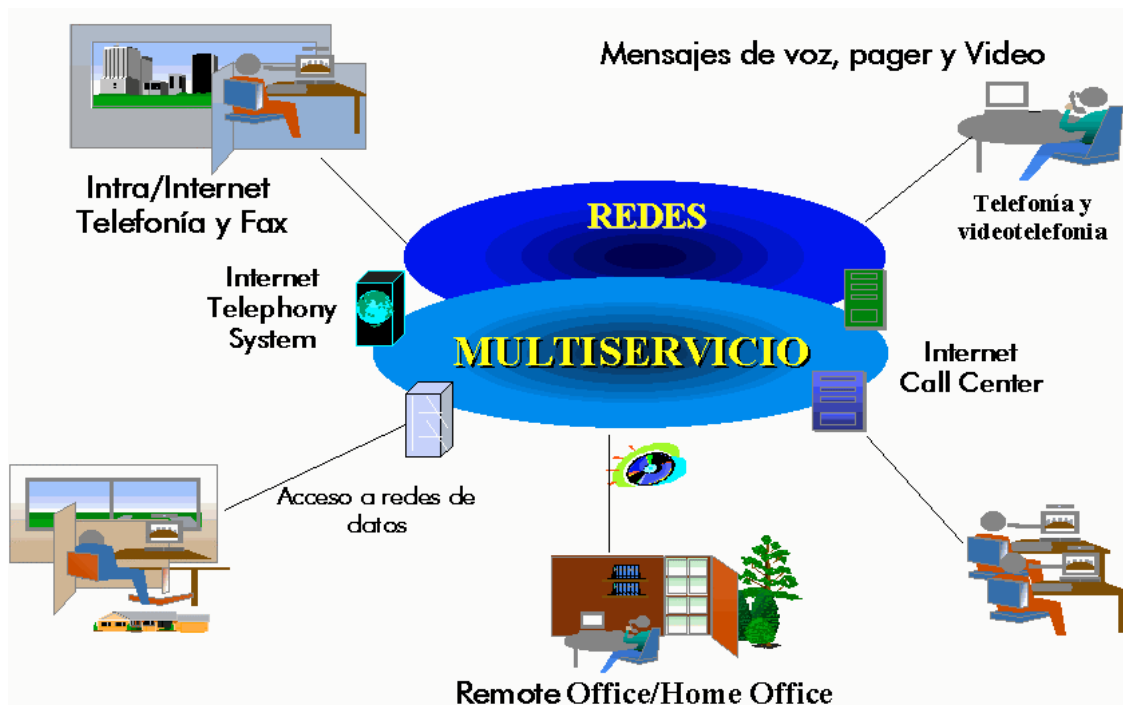 Mensajes de voz, pager y Video
Intra/Internet
Telefonía y Fax
Telefonía y
videotelefonia
REDES
Internet
Telephony
System
MULTISERVICIO
Internet
Call Center
Acceso a redes de
datos
Remote Office/Home Office